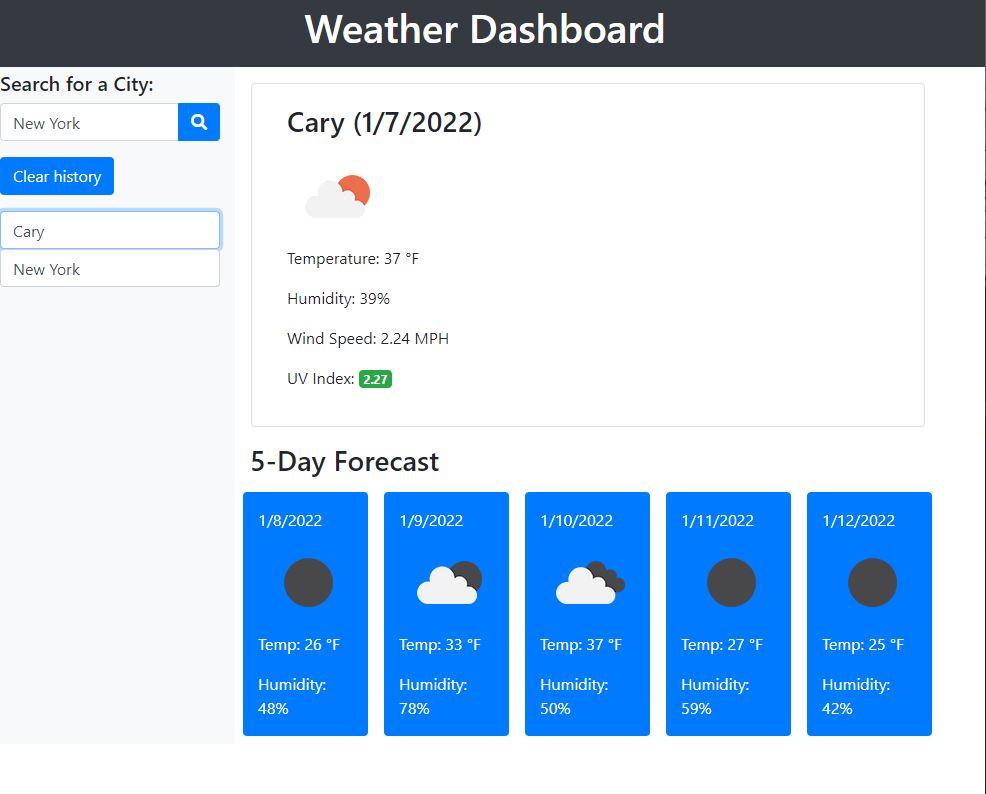 Weather Dashboard
Search for a City:
New York
Clear history
Cary
New York
Cary (1/7/2022)
Temperature: 37 °F
Humidity: 39%
Wind Speed: 2.24 MPH
UV Index: 2.27
5-Day Forecast
1/8/2022
Temp: 26 °F
Humidity:
48%
1/9/2022
Temp: 33 °F
Humidity:
78%
1/10/2022
Temp: 37 °F
Humidity:
50%
1/11/2022
Temp: 27 °F
Humidity:
59%
1/12/2022
Temp: 25 °F
Humidity:
42%